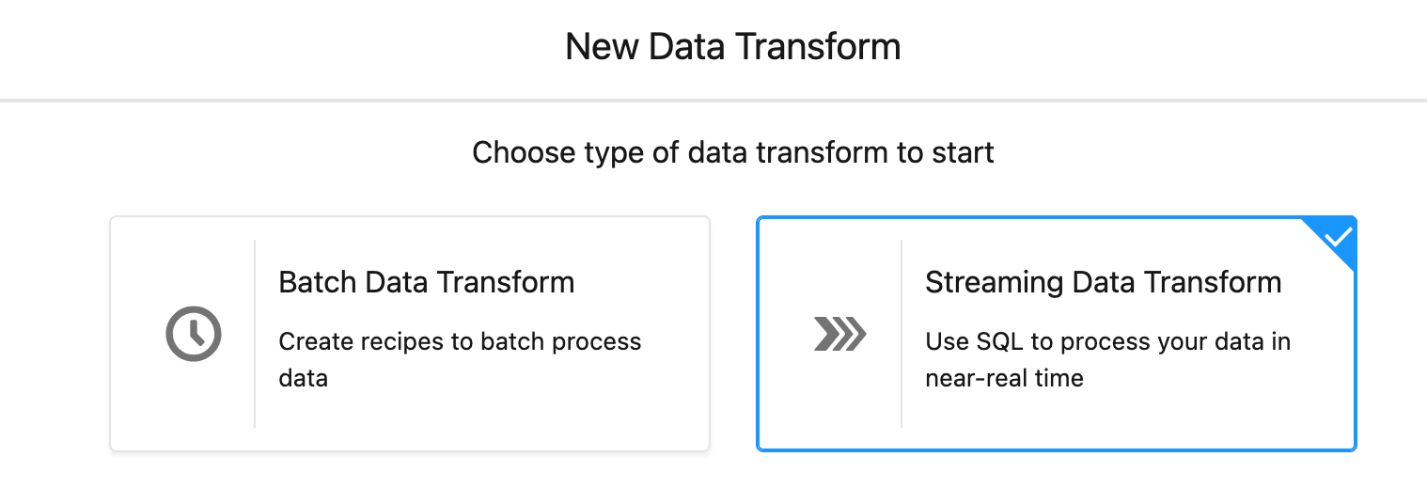 New Data Transform
Choose type of data transform to start
Batch Data Transform
Create recipes to batch process
data
Streaming Data Transform
Use SQL to process your data in
near-real time